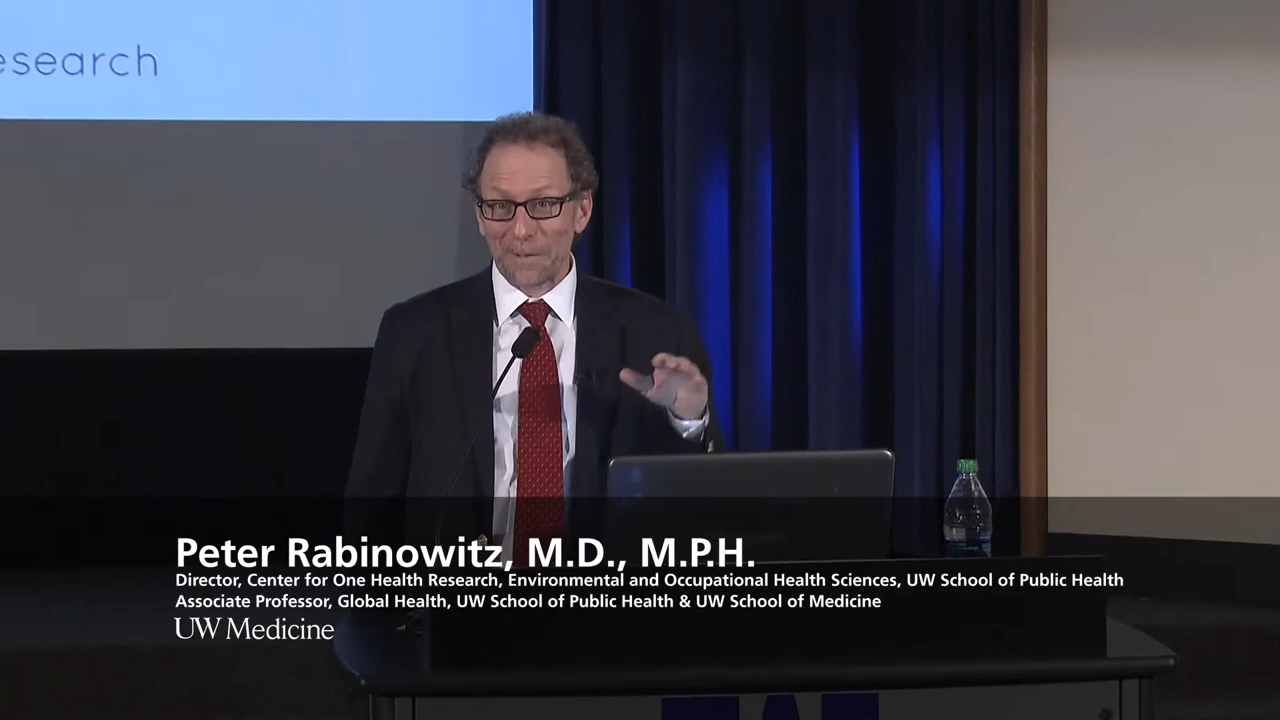 esearch
Peter Rabinowitz, M.D., M.P.H.
Director, Center for One Health Research, Environmental and Occupational Health Sciences, UW School of Public Health
Associate Professor, Global Health, UW School of Public Health & UW School of Medicine
UW Medicine